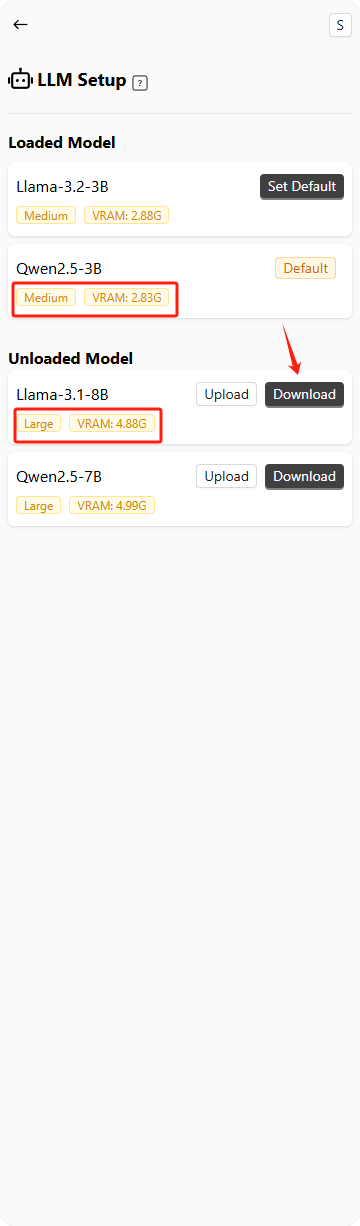 S
LLM Setup ?
Loaded Model
Llama-3.2-3B Set Default
Medium VRAM: 2.88G
Qwen2.5-3B Default
Medium VRAM: 2.83G
Unloaded Model
Llama-3.1-8B Upload Download
Large VRAM: 4.88G
Qwen2.5-7B Upload Download
Large VRAM: 4.99G